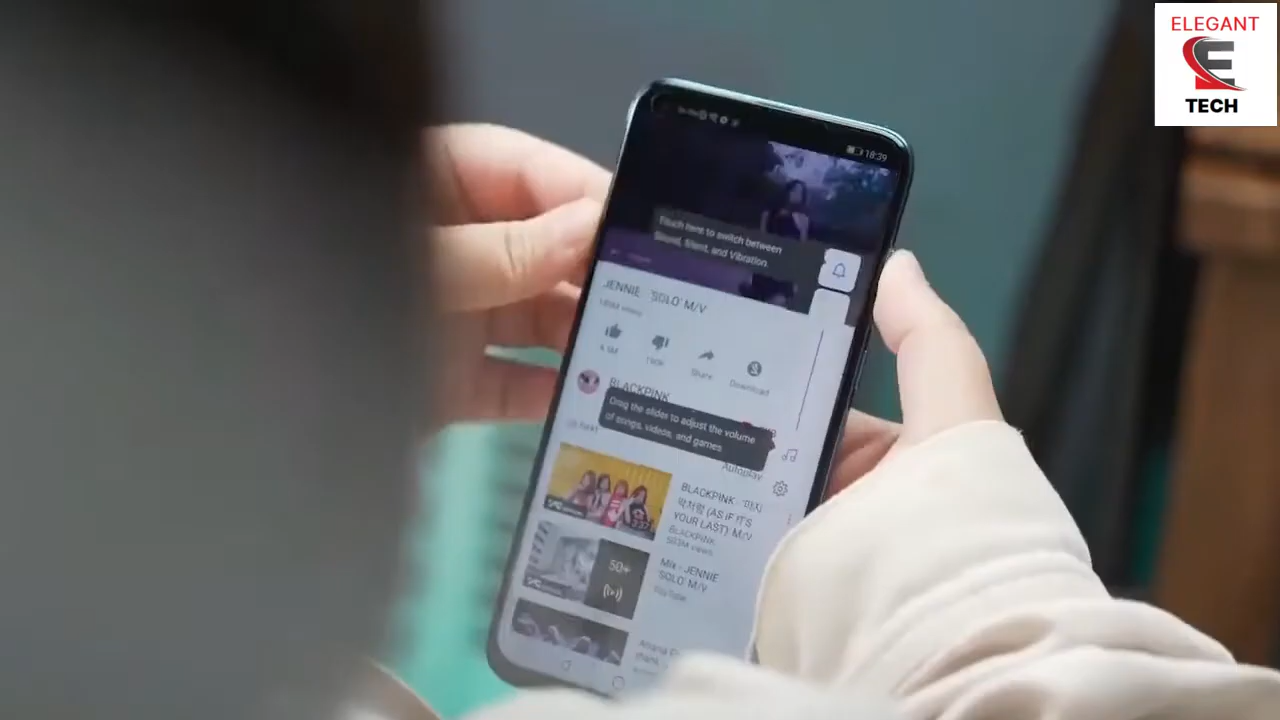 ELEGANT
TECH
18:39
Touch here to switch between
Sound, Silent, and Vibration.
JENNIE 'SOLO' M/V
views
Share
Download
BLACKPINK
Drag the slider to adjust the volume
of songs, videos, and games
Autoplay
BLACKPINK - '마지
막처럼 (AS IF IT'S
YOUR LAST) M/V
BLACKPINK
views
50+
Mix - JENNIE
'SOLO' M/V
YouTube